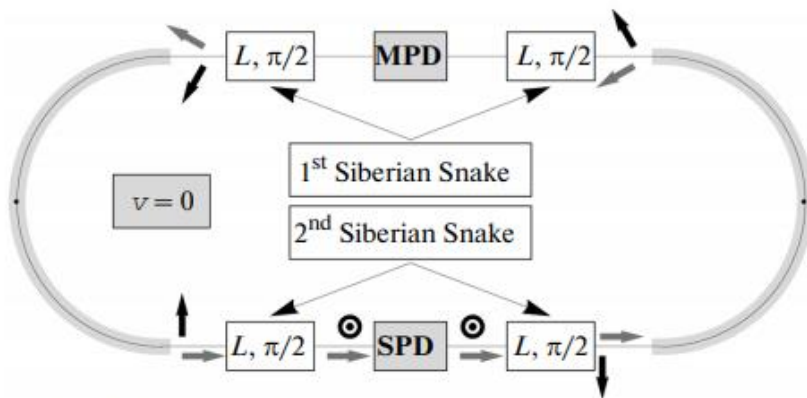 L, π/2 MPD L, π/2
1st Siberian Snake
ν = 0
2nd Siberian Snake
L, π/2 SPD L, π/2